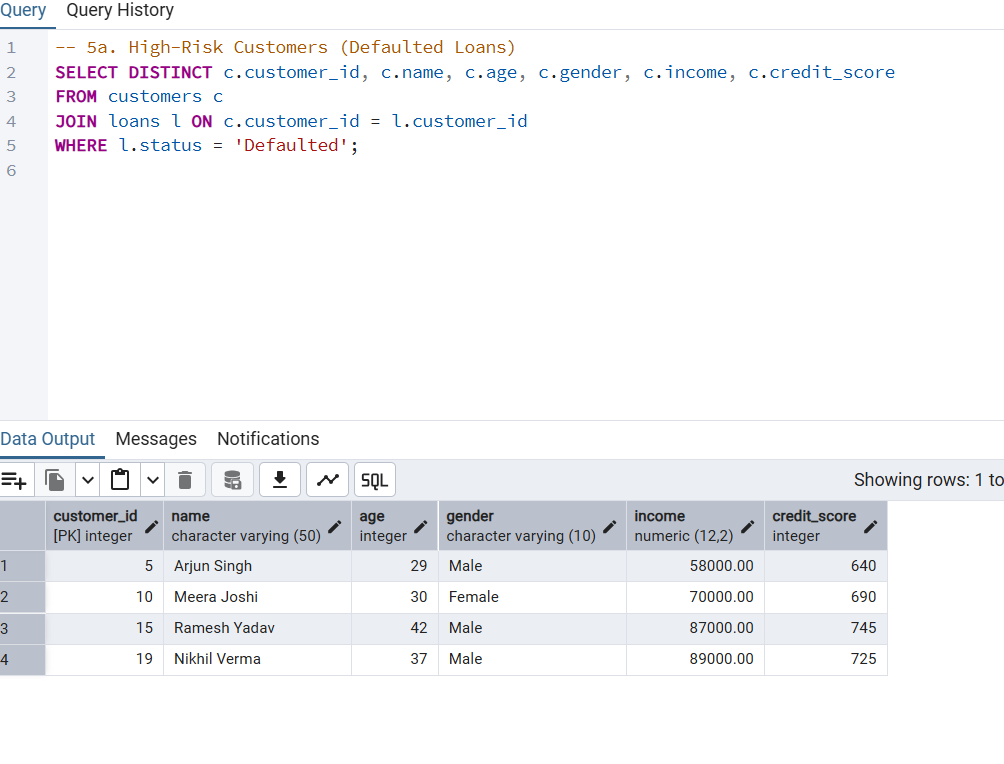 Query Query History
1 -- 5a. High-Risk Customers (Defaulted Loans)
2 SELECT DISTINCT c.customer_id, c.name, c.age, c.gender, c.income, c.credit_score
3 FROM customers c
4 JOIN loans l ON c.customer_id = l.customer_id
5 WHERE l.status = 'Defaulted';
6
Data Output Messages Notifications
SQL Showing rows: 1 to
customer_id name age gender income credit_score
[PK] integer character varying (50) integer character varying (10) numeric (12,2) integer
1 5 Arjun Singh 29 Male 58000.00 640
2 10 Meera Joshi 30 Female 70000.00 690
3 15 Ramesh Yadav 42 Male 87000.00 745
4 19 Nikhil Verma 37 Male 89000.00 725